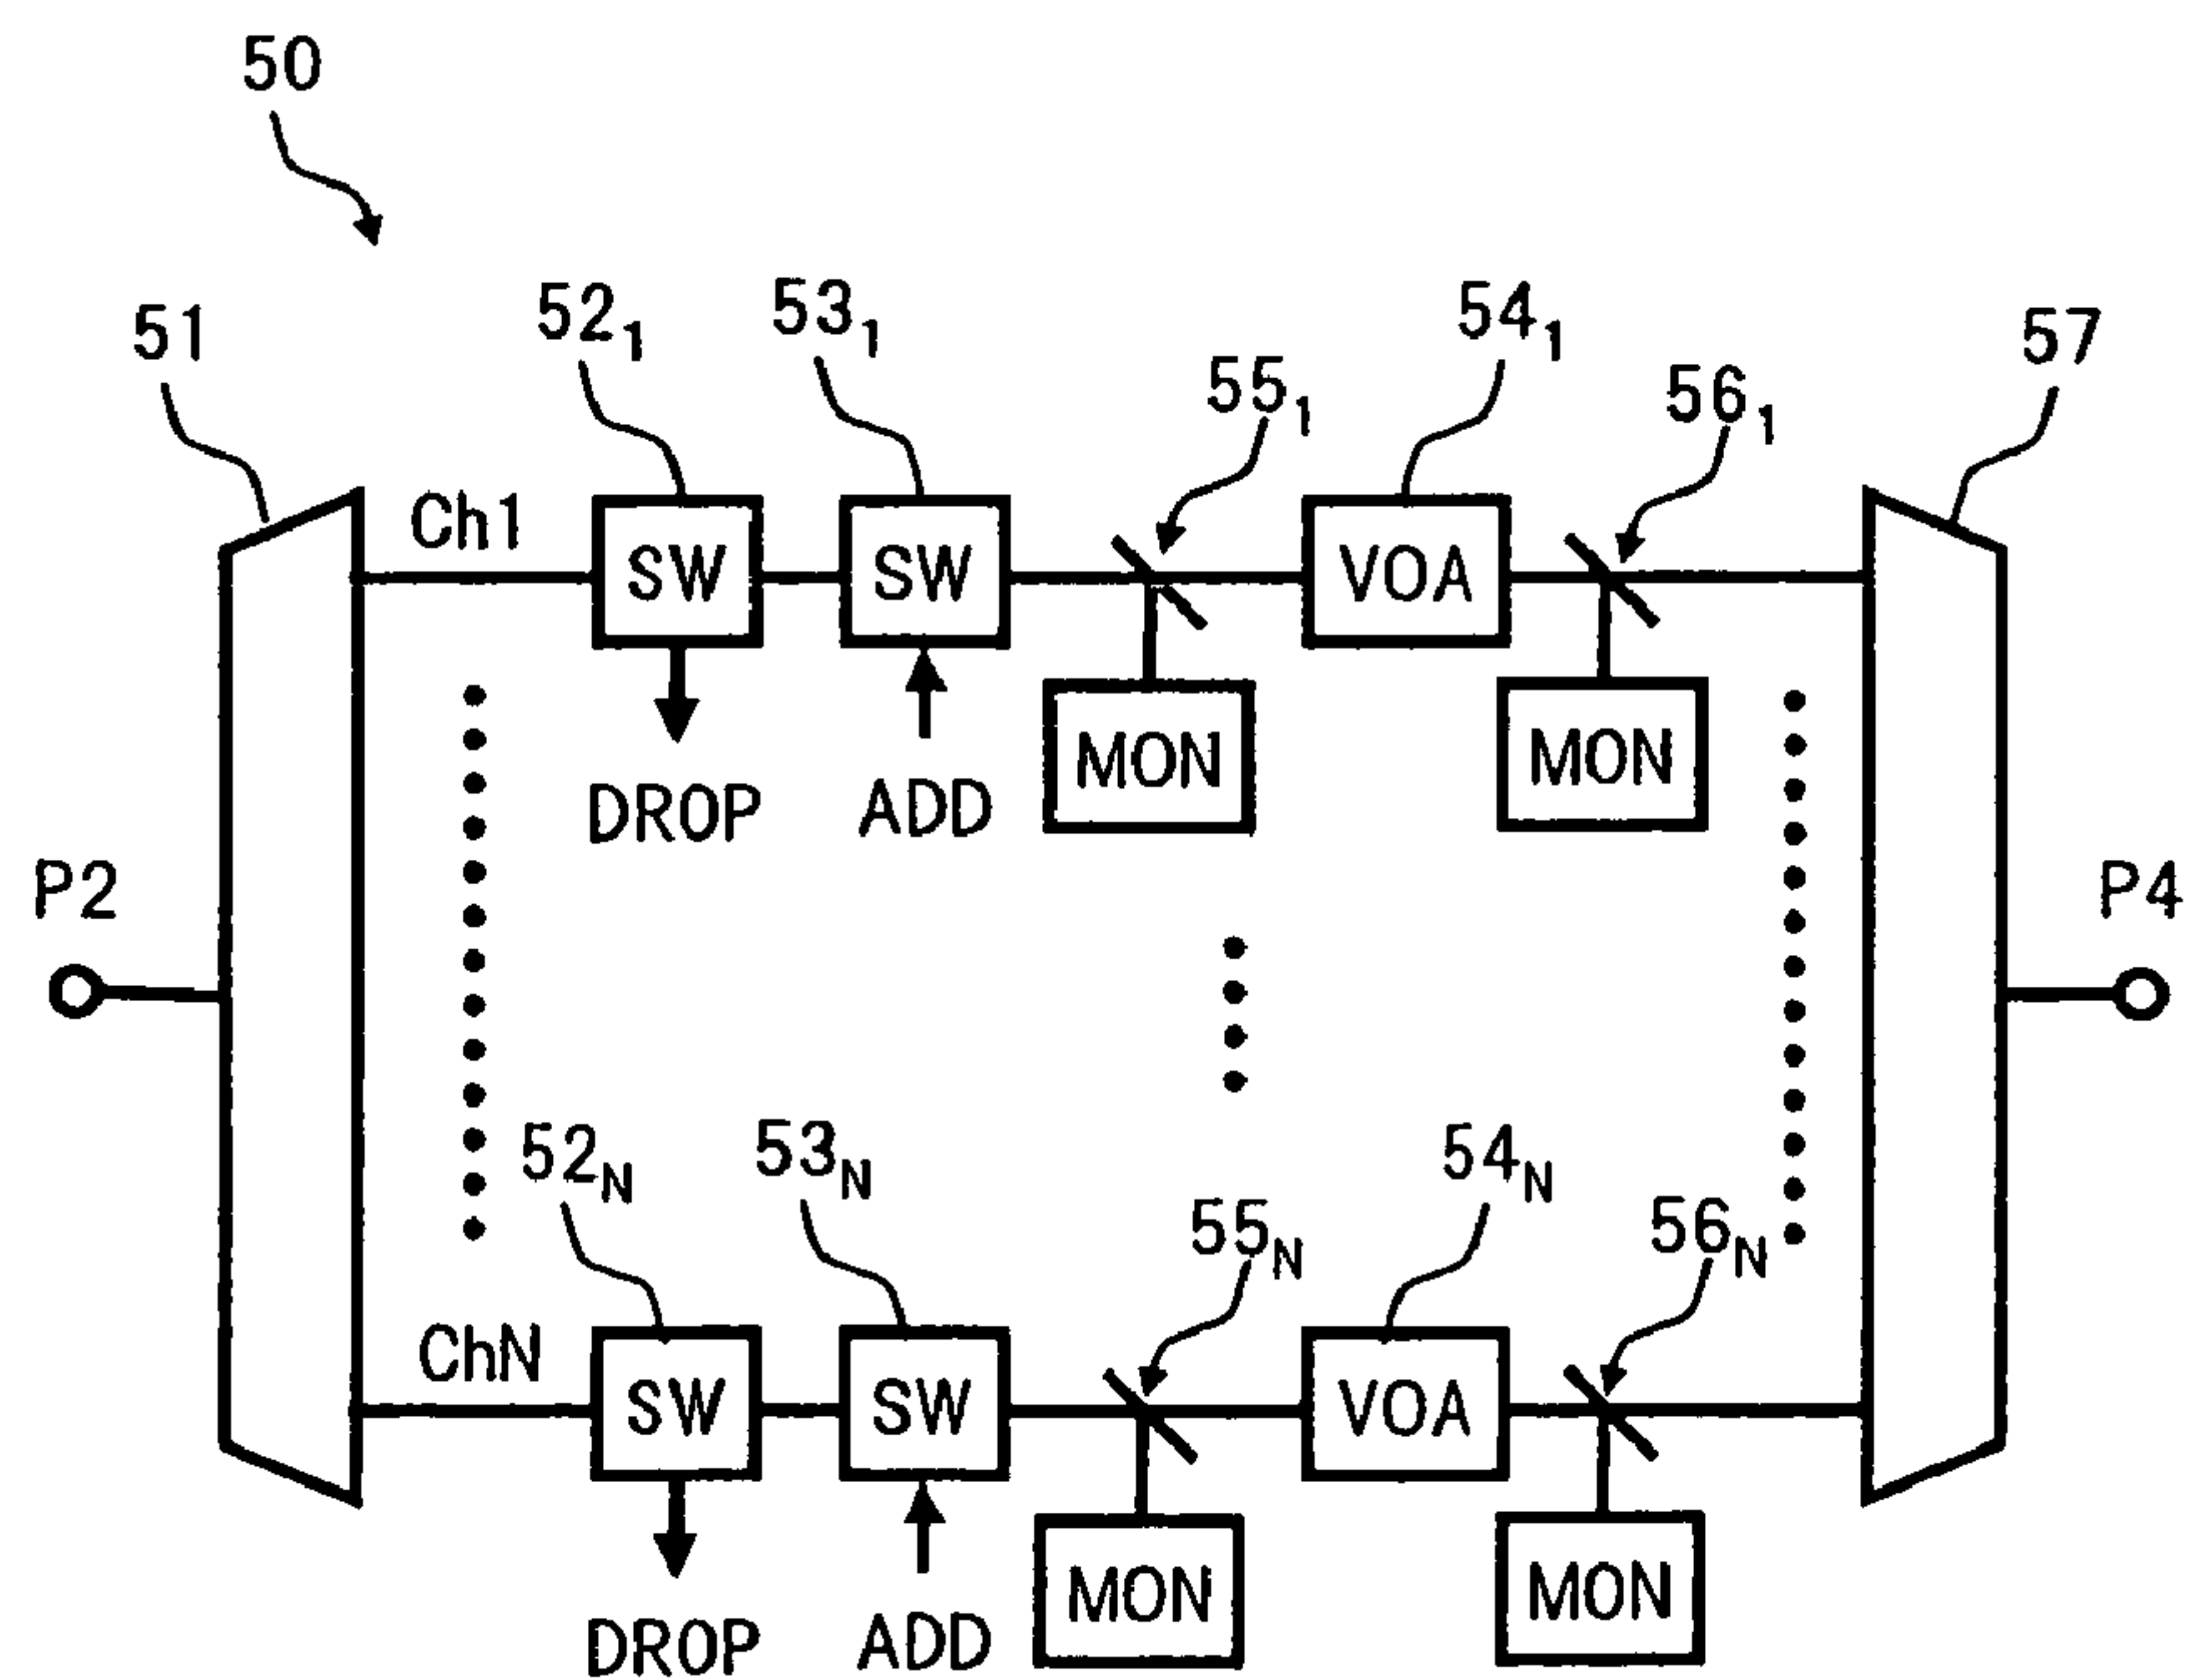 50
51
52₁
53₁
55₁
54₁
56₁
57
Ch1
SW
SW
VOA
MON
MON
DROP
ADD
P2
P4
52N
53N
55N
54N
56N
ChN
SW
SW
VOA
MON
MON
DROP
ADD